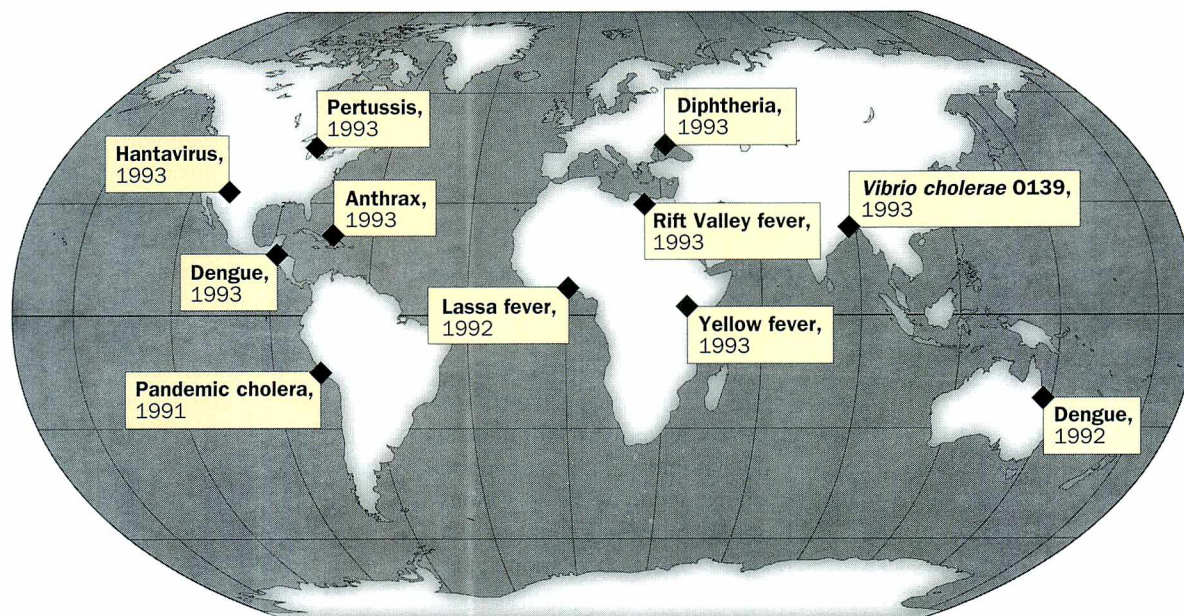 Pertussis,
1993
Diphtheria,
1993
Hantavirus,
1993
Anthrax,
1993
Vibrio cholerae 0139,
1993
Rift Valley fever,
1993
Dengue,
1993
Lassa fever,
1992
Yellow fever,
1993
Pandemic cholera,
1991
Dengue,
1992